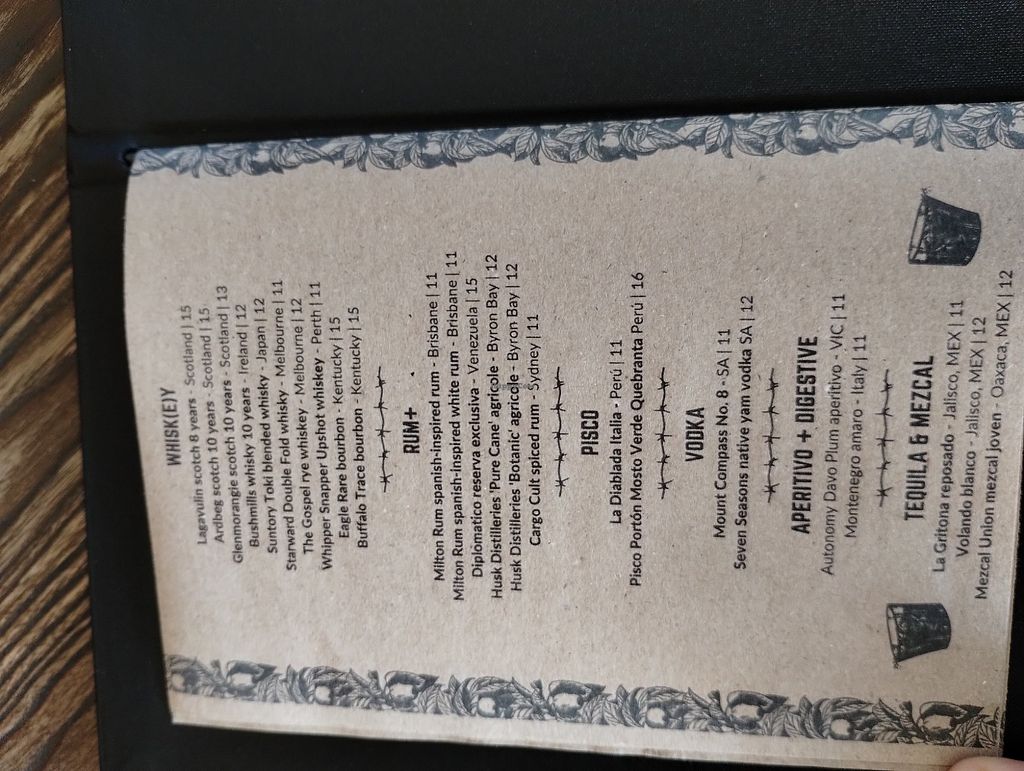 WHISK(E)Y
Lagavulin scotch 8 years - Scotland | 15
Ardbeg scotch 10 years - Scotland | 15
Glenmorangie scotch 10 years - Scotland | 13
Bushmills whisky 10 years - Ireland | 12
Suntory Toki blended whisky - Japan | 12
Starward Double Fold whisky - Melbourne | 11
The Gospel rye whiskey - Melbourne | 12
Whipper Snapper Upshot whiskey - Perth | 11
Eagle Rare bourbon - Kentucky | 15
Buffalo Trace bourbon - Kentucky | 15
RUM+
Milton Rum spanish-inspired rum - Brisbane | 11
Milton Rum spanish-inspired white rum - Brisbane | 11
Diplomatico reserva exclusiva - Venezuela | 15
Husk Distilleries 'Pure Cane' agricole - Byron Bay | 12
Husk Distilleries 'Botanic' agricole - Byron Bay | 12
Cargo Cult spiced rum - Sydney | 11
PISCO
La Diablada Italia - Perú | 11
Pisco Portón Mosto Verde Quebranta Perú | 16
VODKA
Mount Compass No. 8 - SA | 11
Seven Seasons native yam vodka SA | 12
APERITIVO + DIGESTIVE
Autonomy Davo Plum aperitivo - VIC | 11
Montenegro amaro - Italy | 11
TEQUILA & MEZCAL
La Gritona reposado - Jalisco, MEX | 11
Volando blanco - Jalisco, MEX | 12
Mezcal Union mezcal joven - Oaxaca, MEX | 12